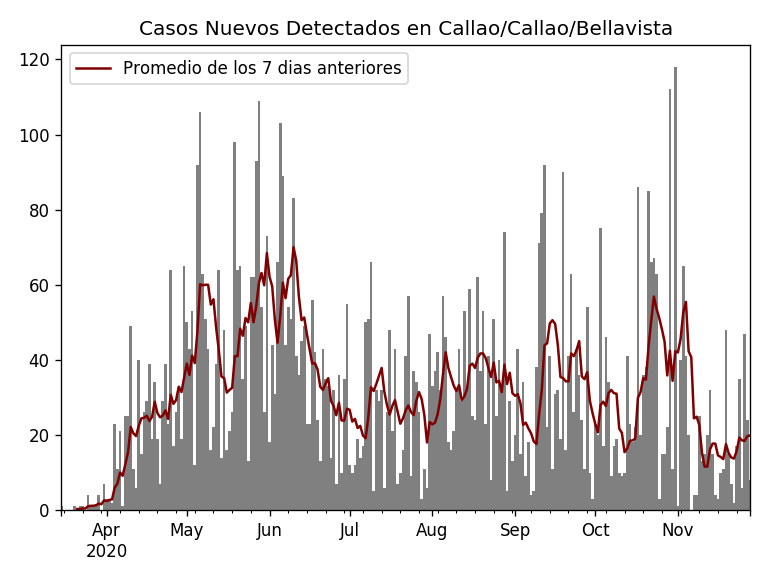 Casos Nuevos Detectados en Callao/Callao/Bellavista
Promedio de los 7 dias anteriores
120
100
80
60
40
20
0
Apr May Jun Jul Aug Sep Oct Nov
2020